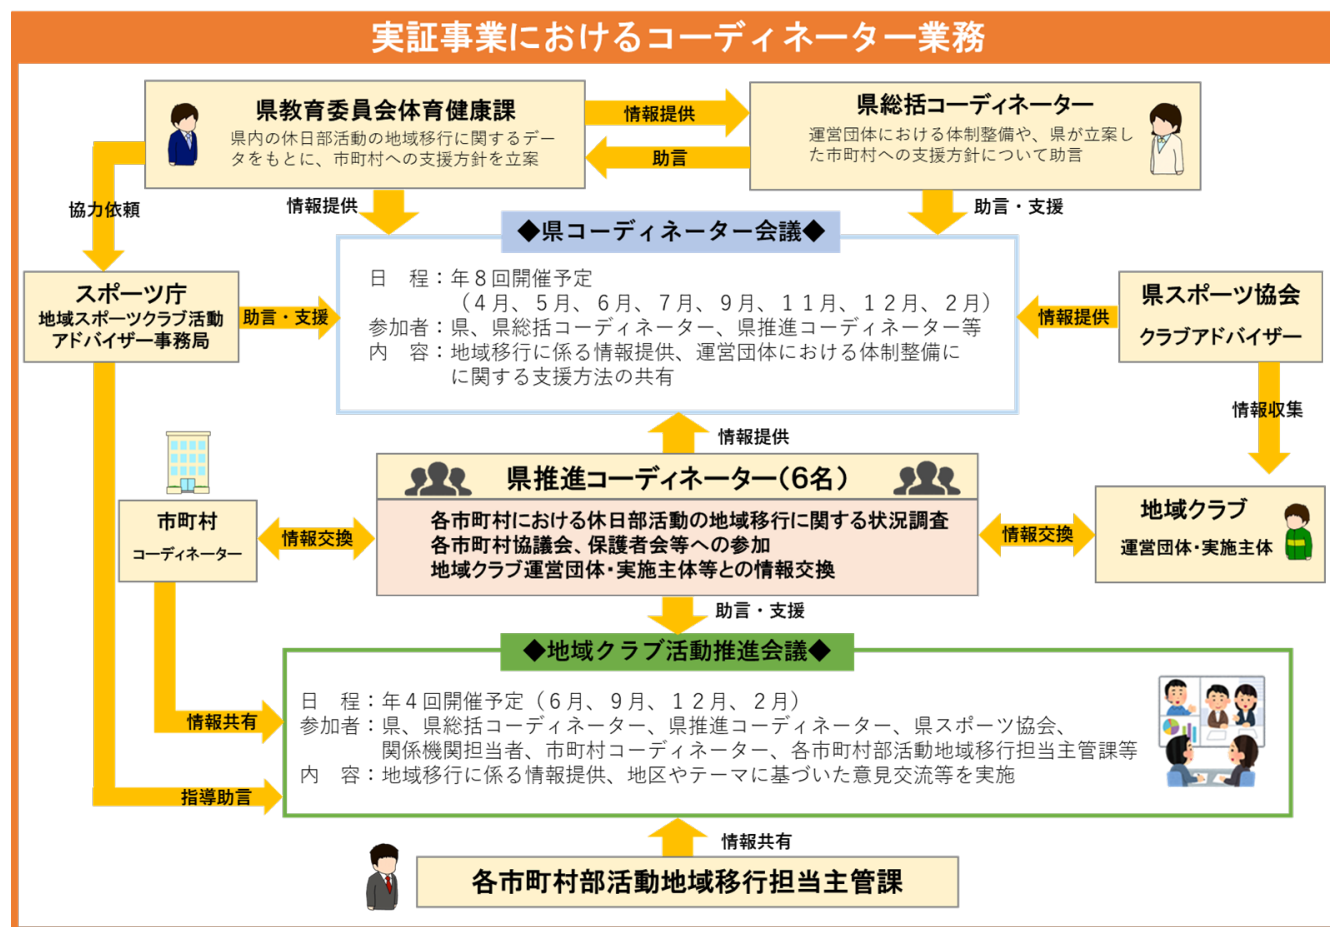 実証事業におけるコーディネーター業務
県教育委員会体育健康課
県内の休日部活動の地域移行に関するデー
タをもとに、市町村への支援方針を立案
情報提供
助言
県総括コーディネーター
運営団体における体制整備や、県が立案し
た市町村への支援方針について助言
協力依頼
情報提供
助言・支援
◆県コーディネーター会議◆
日　程：年８回開催予定
（４月、５月、６月、７月、９月、１１月、１２月、２月）
参加者：県、県総括コーディネーター、県推進コーディネーター等
内　容：地域移行に係る情報提供、運営団体における体制整備に
に関する支援方法の共有
スポーツ庁
地域スポーツクラブ活動
アドバイザー事務局
助言・支援
情報提供
県スポーツ協会
クラブアドバイザー
情報収集
情報提供
県推進コーディネーター（６名）
各市町村における休日部活動の地域移行に関する状況調査
各市町村協議会、保護者会等への参加
地域クラブ運営団体・実施主体等との情報交換
市町村
コーディネーター
情報交換
情報交換
地域クラブ
運営団体・実施主体
助言・支援
◆地域クラブ活動推進会議◆
日　程：年４回開催予定（６月、９月、１２月、２月）
参加者：県、県総括コーディネーター、県推進コーディネーター、県スポーツ協会、
関係機関担当者、市町村コーディネーター、各市町村部活動地域移行担当主管課等
内　容：地域移行に係る情報提供、地区やテーマに基づいた意見交流等を実施
情報共有
指導助言
情報共有
各市町村部活動地域移行担当主管課